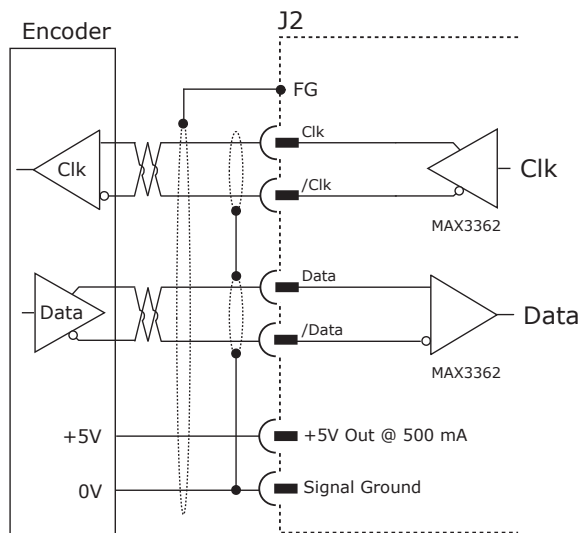 Encoder
J2
FG
Clk
Clk
/Clk
Clk
MAX3362
Data
Data
/Data
Data
MAX3362
+5V
+5V Out @ 500 mA
0V
Signal Ground